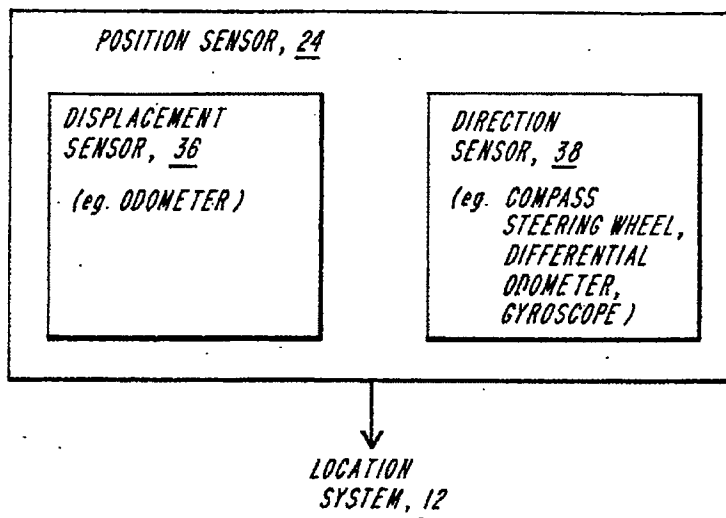 POSITION SENSOR, 24
DISPLACEMENT
SENSOR, 36
(eg. ODOMETER)
DIRECTION
SENSOR, 38
(eg. COMPASS
STEERING WHEEL,
DIFFERENTIAL
ODOMETER,
GYROSCOPE)
LOCATION
SYSTEM, 12